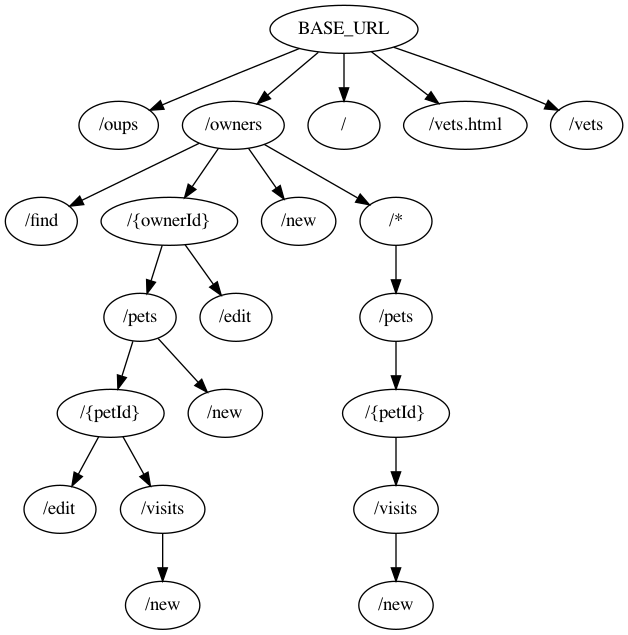 BASE_URL
/oups
/owners
/
/vets.html
/vets
/find
/{ownerId}
/new
/*
/pets
/edit
/pets
/{petId}
/new
/{petId}
/edit
/visits
/visits
/new
/new